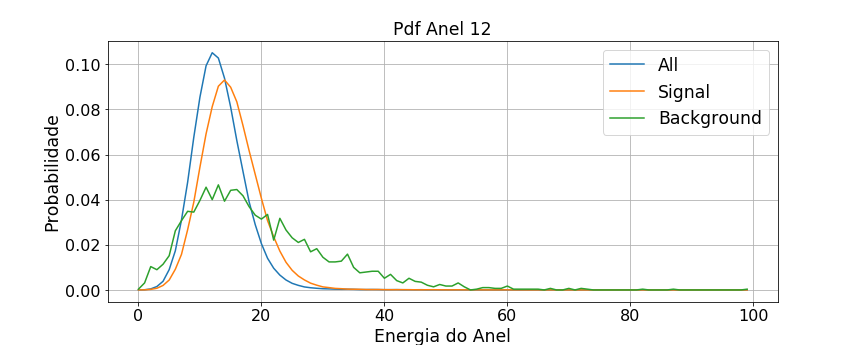 Pdf Anel 12
All
Signal
Background
Probabilidade
0.10
0.08
0.06
0.04
0.02
0.00
0 20 40 60 80 100
Energia do Anel